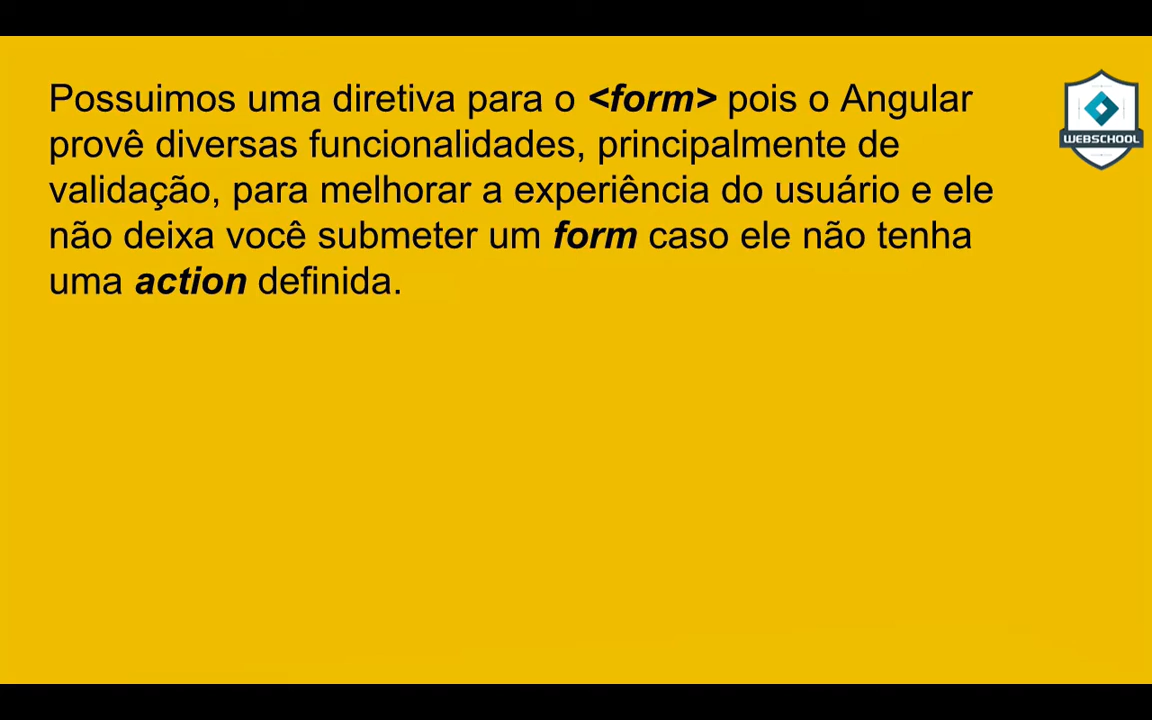 Possuimos uma diretiva para o <form> pois o Angular
provê diversas funcionalidades, principalmente de
validação, para melhorar a experiência do usuário e ele
não deixa você submeter um form caso ele não tenha
uma action definida.
WEBSCHOOL